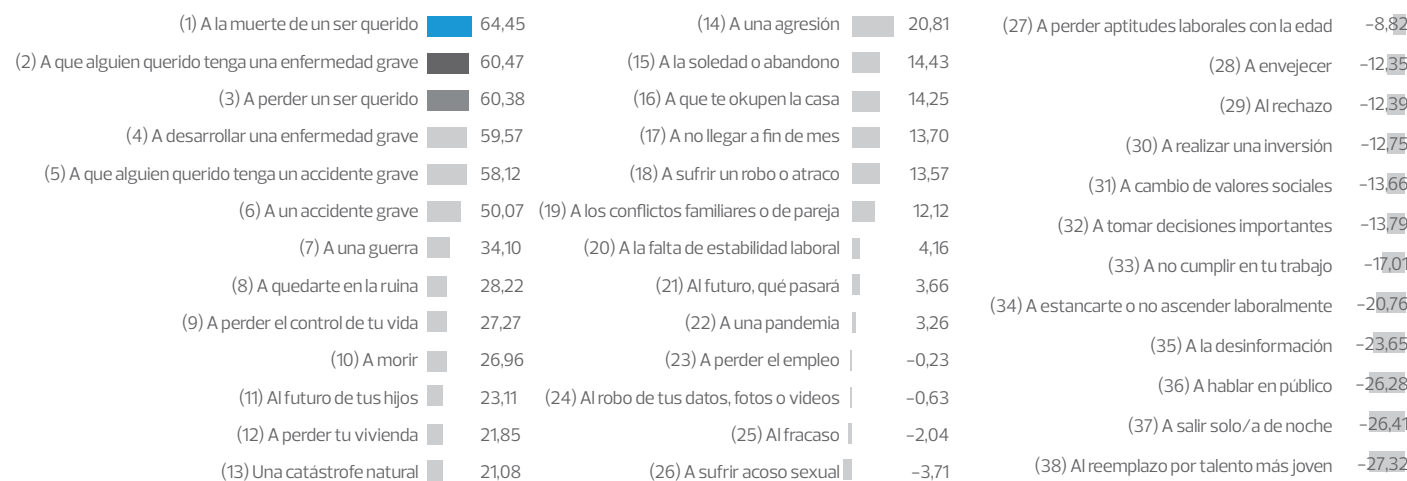 (1) A la muerte de un ser querido 64,45
(2) A que alguien querido tenga una enfermedad grave 60,47
(3) A perder un ser querido 60,38
(4) A desarrollar una enfermedad grave 59,57
(5) A que alguien querido tenga un accidente grave 58,12
(6) A un accidente grave 50,07
(7) A una guerra 34,10
(8) A quedarte en la ruina 28,22
(9) A perder el control de tu vida 27,27
(10) A morir 26,96
(11) Al futuro de tus hijos 23,11
(12) A perder tu vivienda 21,85
(13) Una catástrofe natural 21,08
(14) A una agresión 20,81
(15) A la soledad o abandono 14,43
(16) A que te okupen la casa 14,25
(17) A no llegar a fin de mes 13,70
(18) A sufrir un robo o atraco 13,57
(19) A los conflictos familiares o de pareja 12,12
(20) A la falta de estabilidad laboral 4,16
(21) Al futuro, qué pasará 3,66
(22) A una pandemia 3,26
(23) A perder el empleo -0,23
(24) Al robo de tus datos, fotos o videos -0,63
(25) Al fracaso -2,04
(26) A sufrir acoso sexual -3,71
(27) A perder aptitudes laborales con la edad -8,82
(28) A envejecer -12,35
(29) Al rechazo -12,39
(30) A realizar una inversión -12,75
(31) A cambio de valores sociales -13,66
(32) A tomar decisiones importantes -13,79
(33) A no cumplir en tu trabajo -17,01
(34) A estancarte o no ascender laboralmente -20,76
(35) A la desinformación -23,65
(36) A hablar en público -26,28
(37) A salir solo/a de noche -26,41
(38) Al reemplazo por talento más joven -27,32